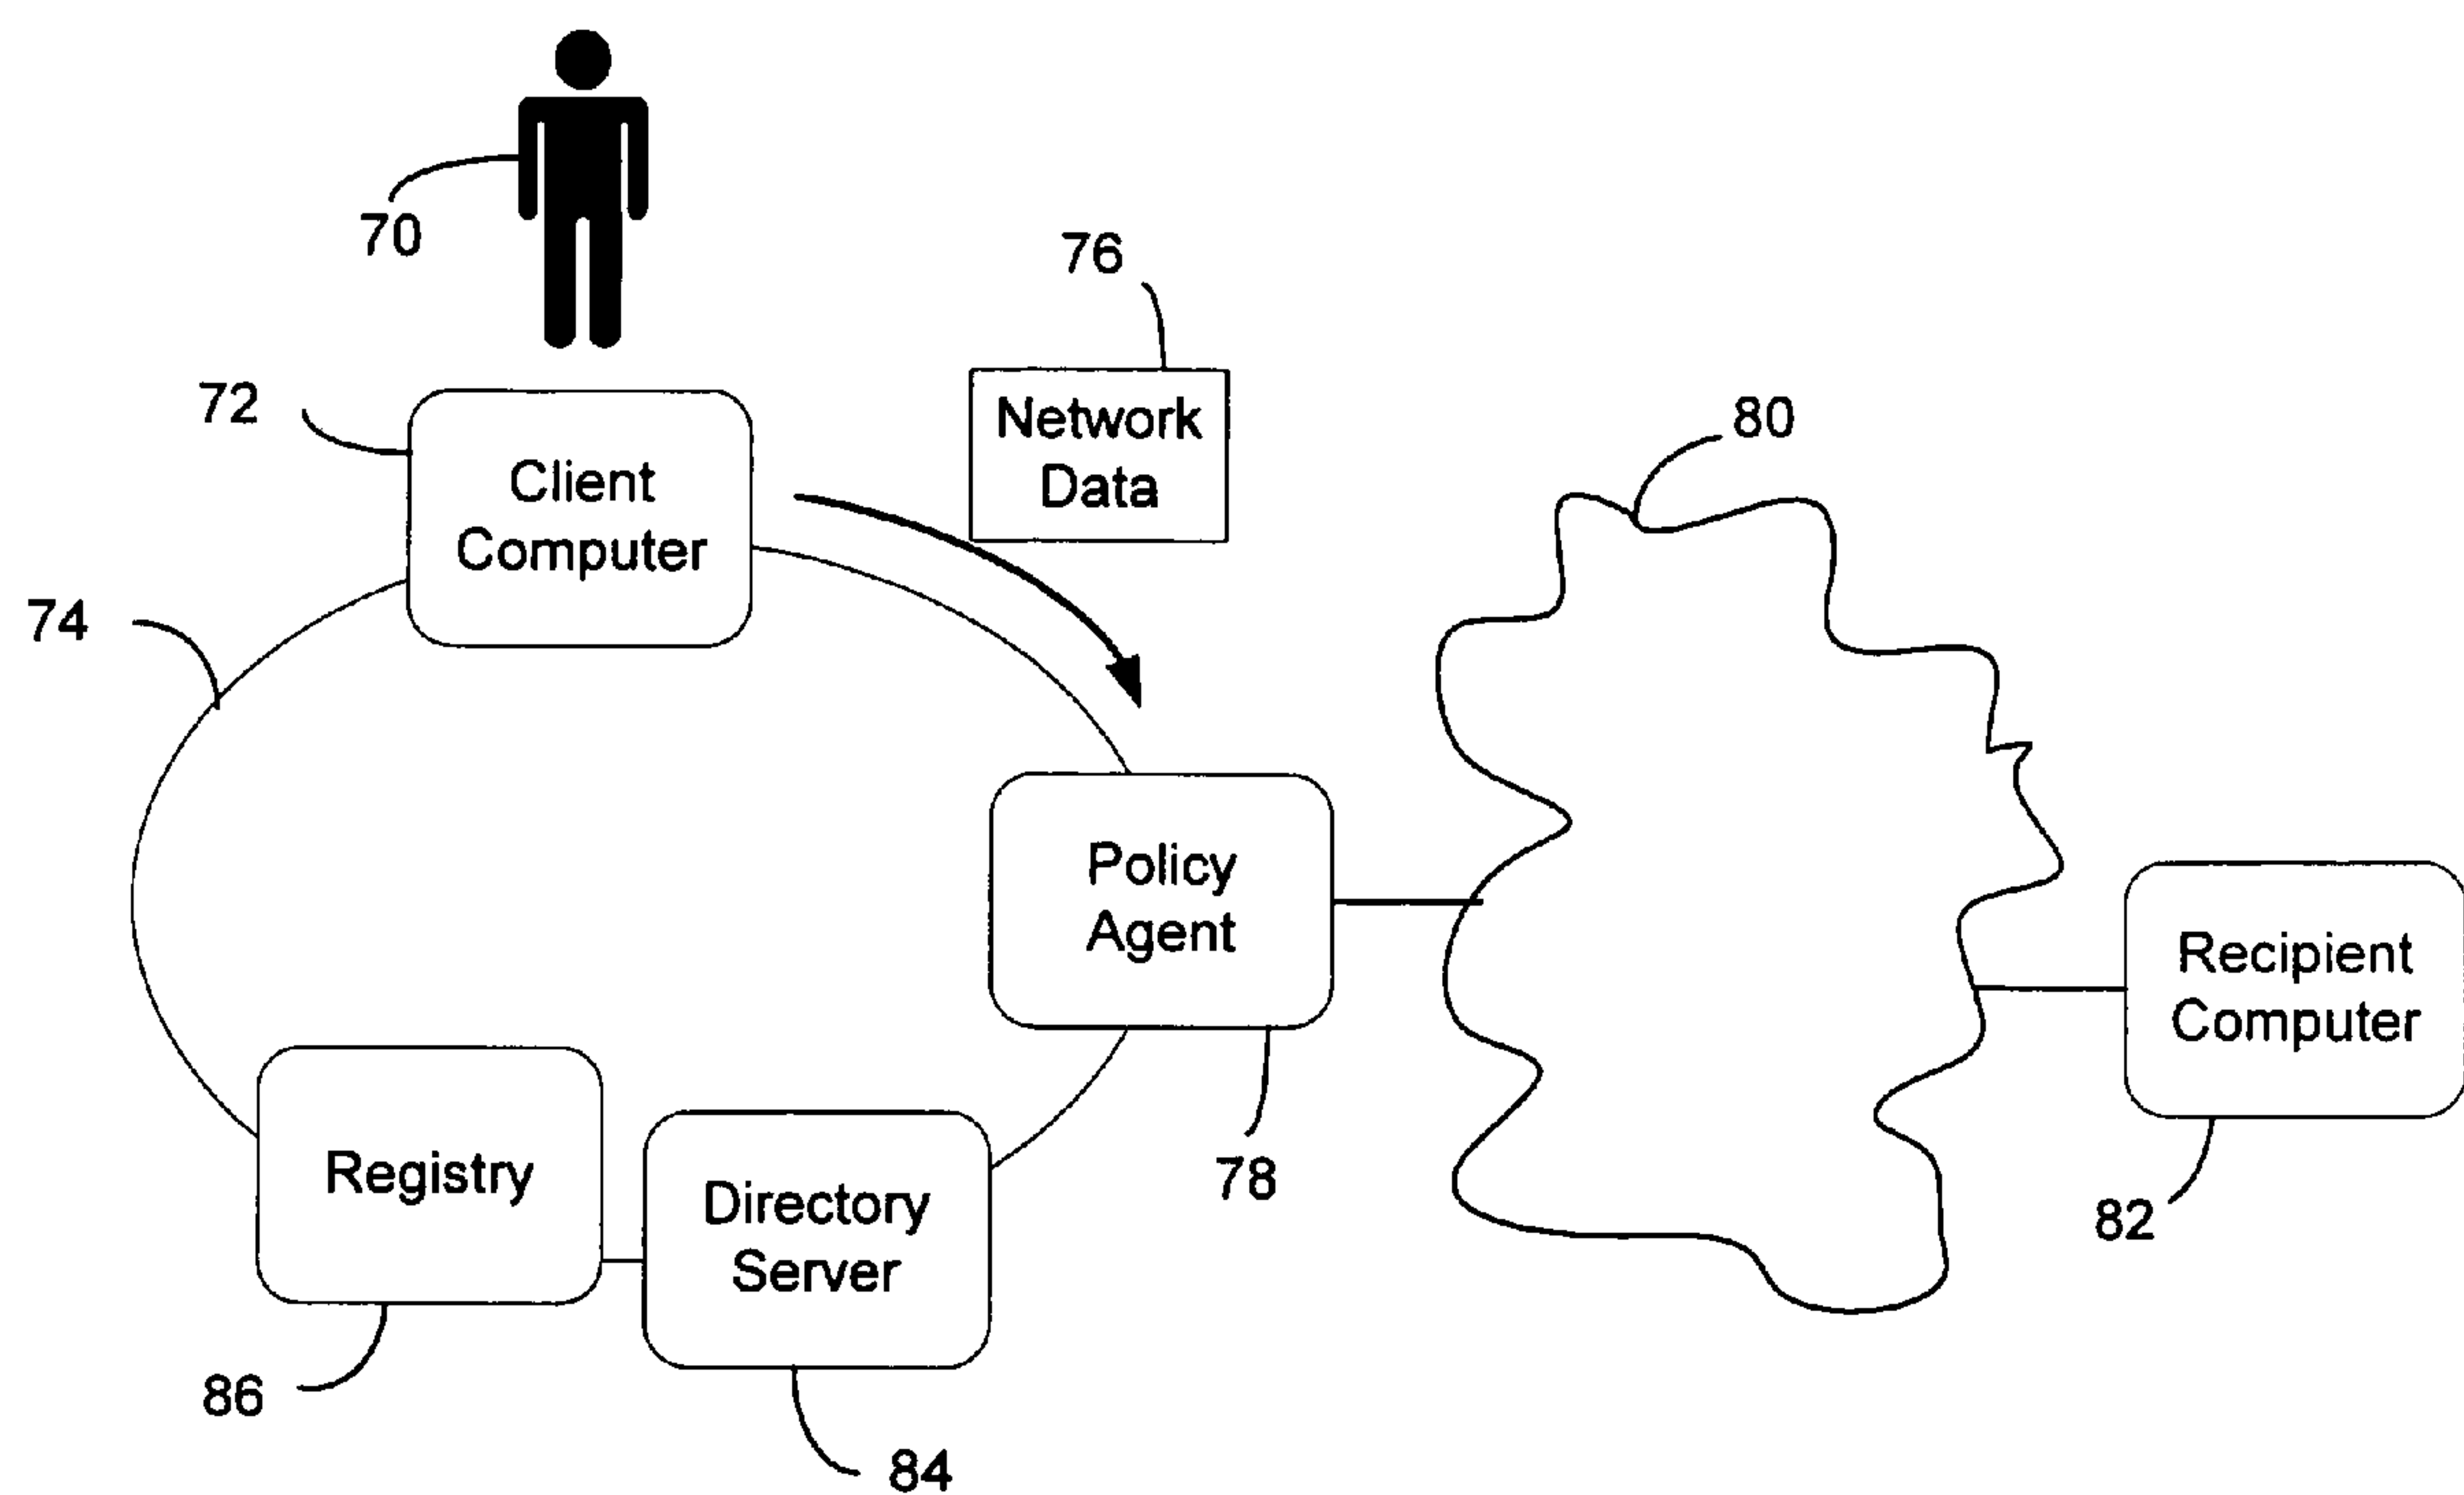 70
76
72
Network
Data
80
Client
Computer
74
Policy
Agent
Recipient
Computer
Registry
78
Directory
Server
82
86
84